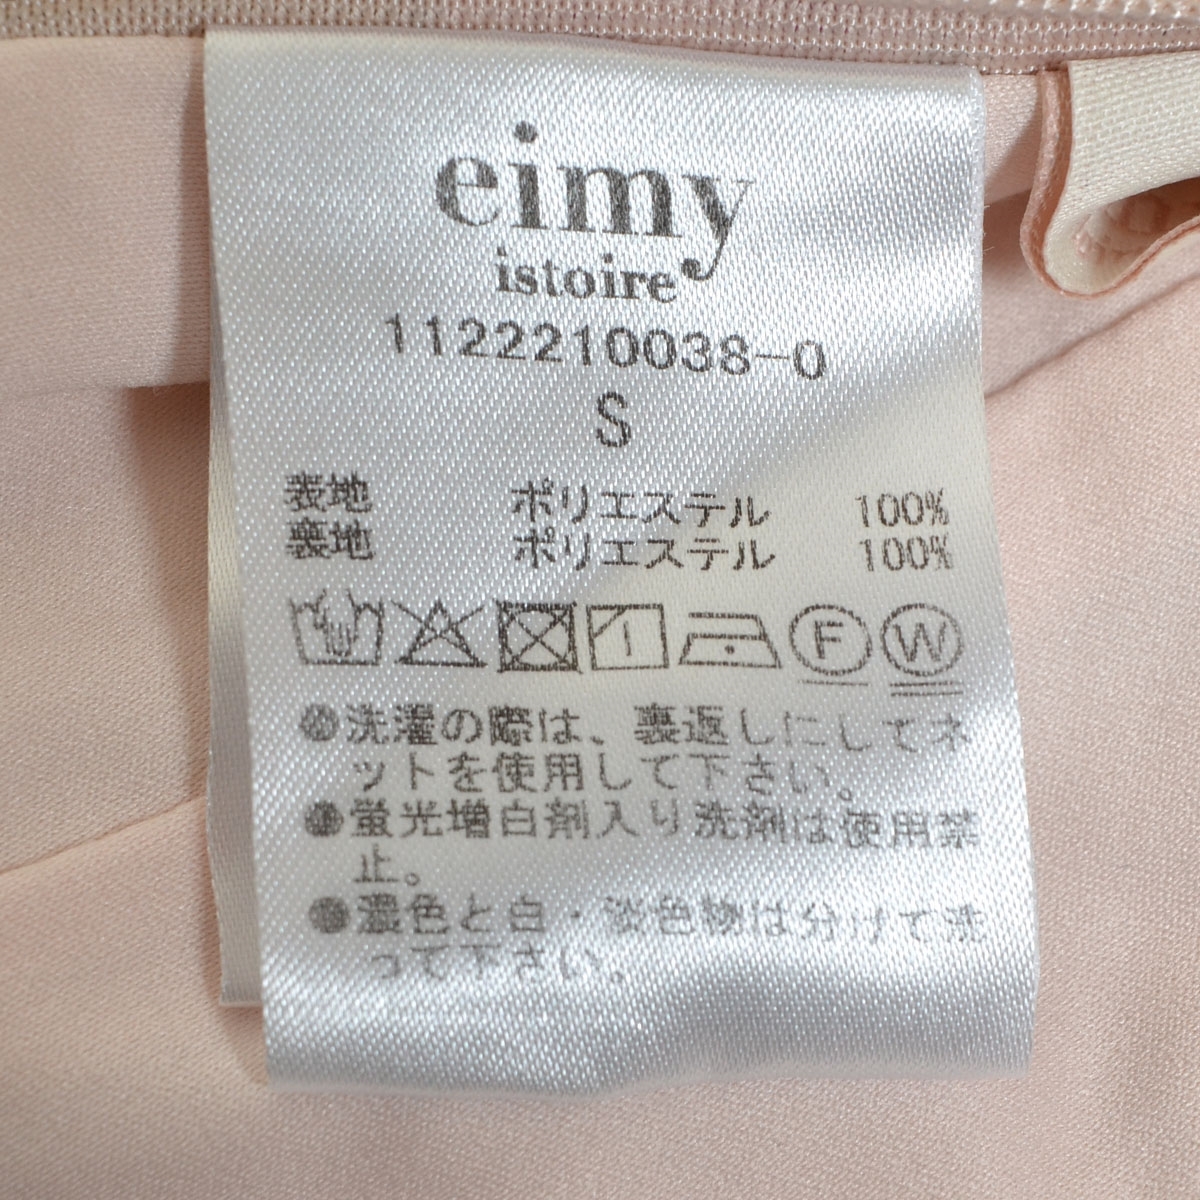 eimy
istoire
1122210038-0
S
表地 ポリエステル 100%
裏地 ポリエステル 100%
F W
●洗濯の際は、裏返しにしてネ
ットを使用して下さい。
●蛍光増白剤入り洗剤は使用禁
止。
●濃色と白・淡色物は分けて洗
って下さい。